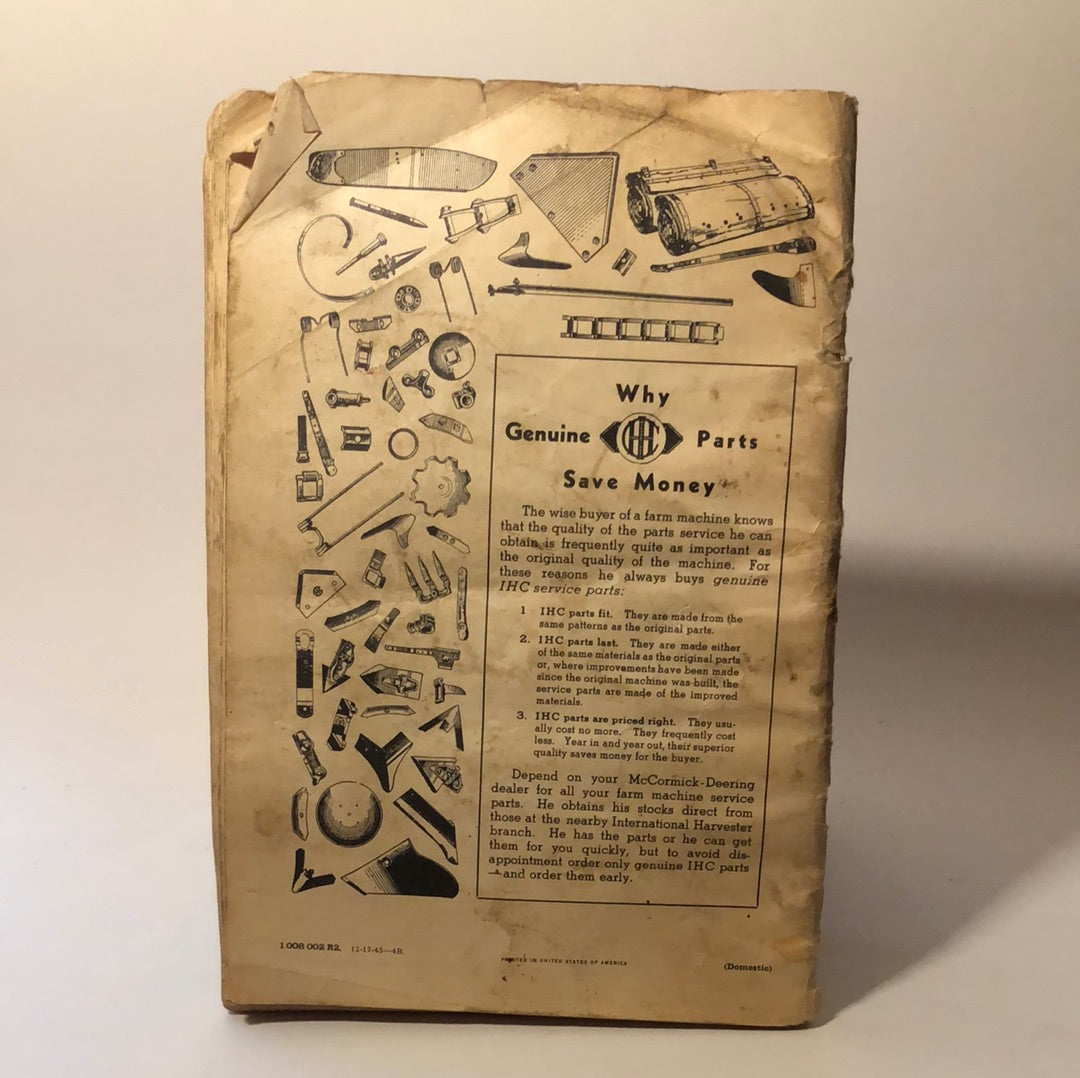 Why
Genuine IHC Parts
Save Money
The wise buyer of a farm machine knows
that the quality of the parts service he can
obtain is frequently quite as important as
the original quality of the machine. For
these reasons he always buys genuine
IHC service parts:
1 IHC parts fit. They are made from the
same patterns as the original parts.
2. IHC parts last. They are made either
of the same materials as the original parts
or, where improvements have been made
since the original machine was built, the
service parts are made of the improved
materials.
3. IHC parts are priced right. They usu-
ally cost no more. They frequently cost
less. Year in and year out, their superior
quality saves money for the buyer.
Depend on your McCormick-Deering
dealer for all your farm machine service
parts. He obtains his stocks direct from
those at the nearby International Harvester
branch. He has the parts or he can get
them for you quickly, but to avoid dis-
appointment order only genuine IHC parts
—and order them early.
1 008 002 R2. 12-17-45—4B.
PRINTED IN UNITED STATES OF AMERICA
(Domestic)